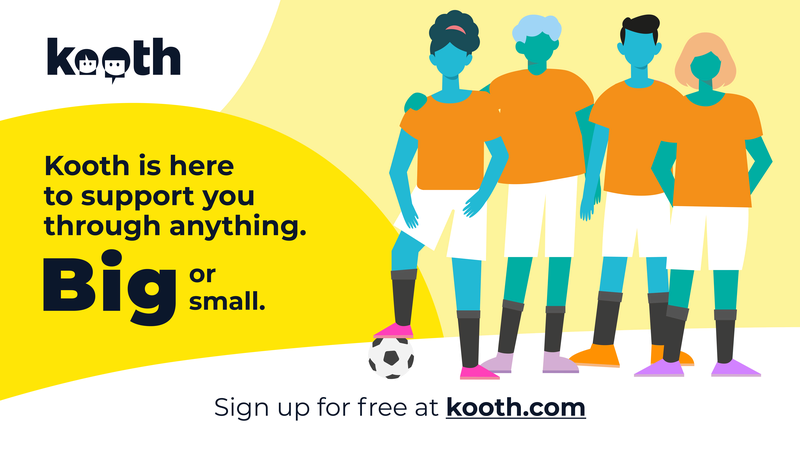 kooth
Kooth is here
to support you
through anything.
Big or
small.
Sign up for free at kooth.com